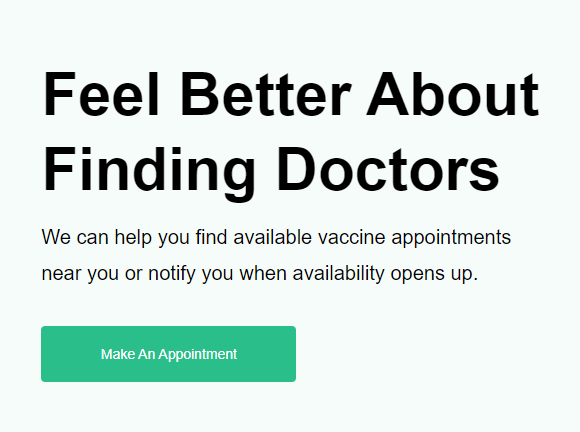 Feel Better About
Finding Doctors
We can help you find available vaccine appointments
near you or notify you when availability opens up.
Make An Appointment